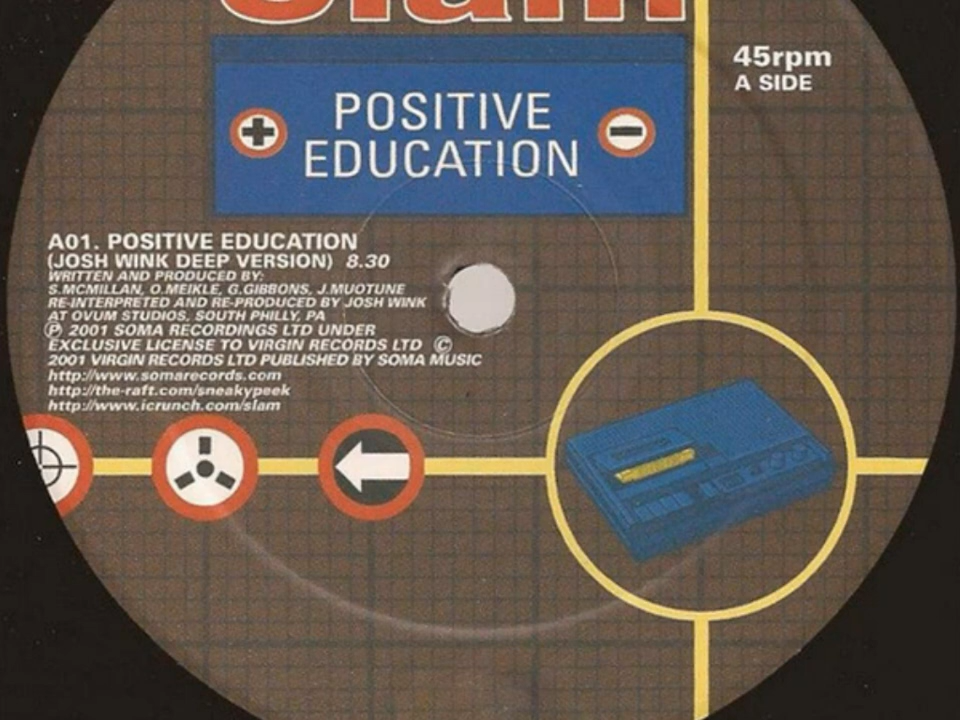 Slam
POSITIVE
EDUCATION
45rpm
A SIDE
A01. POSITIVE EDUCATION
(JOSH WINK DEEP VERSION) 8.30
WRITTEN AND PRODUCED BY:
S.MCMILLAN, O.MEIKLE, G.GIBBONS, J.MUOTUNE
RE-INTERPRETED AND RE-PRODUCED BY JOSH WINK
AT OVUM STUDIOS, SOUTH PHILLY, PA
℗ 2001 SOMA RECORDINGS LTD UNDER
EXCLUSIVE LICENSE TO VIRGIN RECORDS LTD ©
2001 VIRGIN RECORDS LTD PUBLISHED BY SOMA MUSIC
http://www.somarecords.com
http://the-raft.com/sneakypeek
http://www.icrunch.com/slam